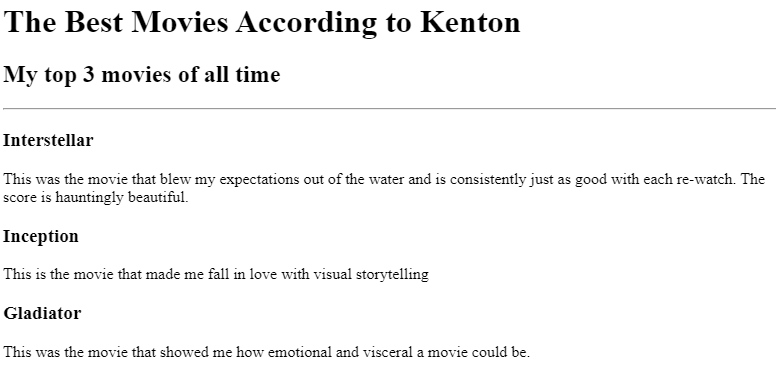 The Best Movies According to Kenton
My top 3 movies of all time
Interstellar
This was the movie that blew my expectations out of the water and is consistently just as good with each re-watch. The
score is hauntingly beautiful.
Inception
This is the movie that made me fall in love with visual storytelling
Gladiator
This was the movie that showed me how emotional and visceral a movie could be.